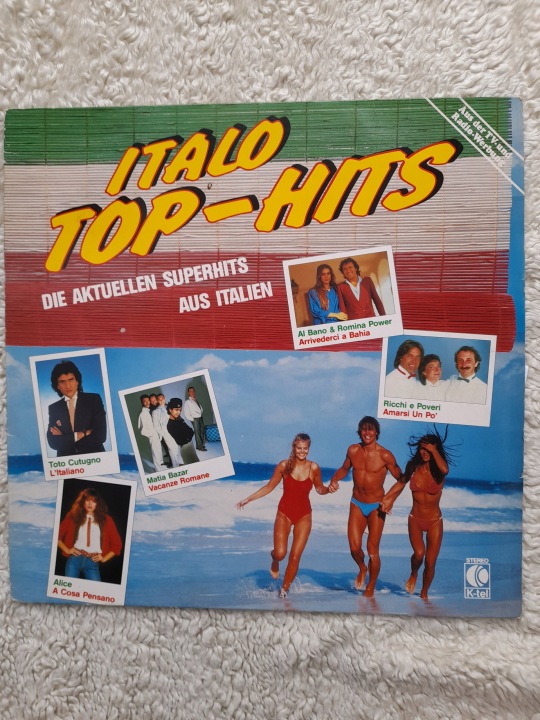 Aus der TV- und
Radio-Werbung
ITALO
TOP-HITS
DIE AKTUELLEN SUPERHITS
AUS ITALIEN
Al Bano & Romina Power
Arrivederci a Bahia
Ricchi e Poveri
Amarsi Un Po'
Toto Cutugno
L'Italiano
Matia Bazar
Vacanze Romane
Alice
A Cosa Pensano
STEREO
K-tel